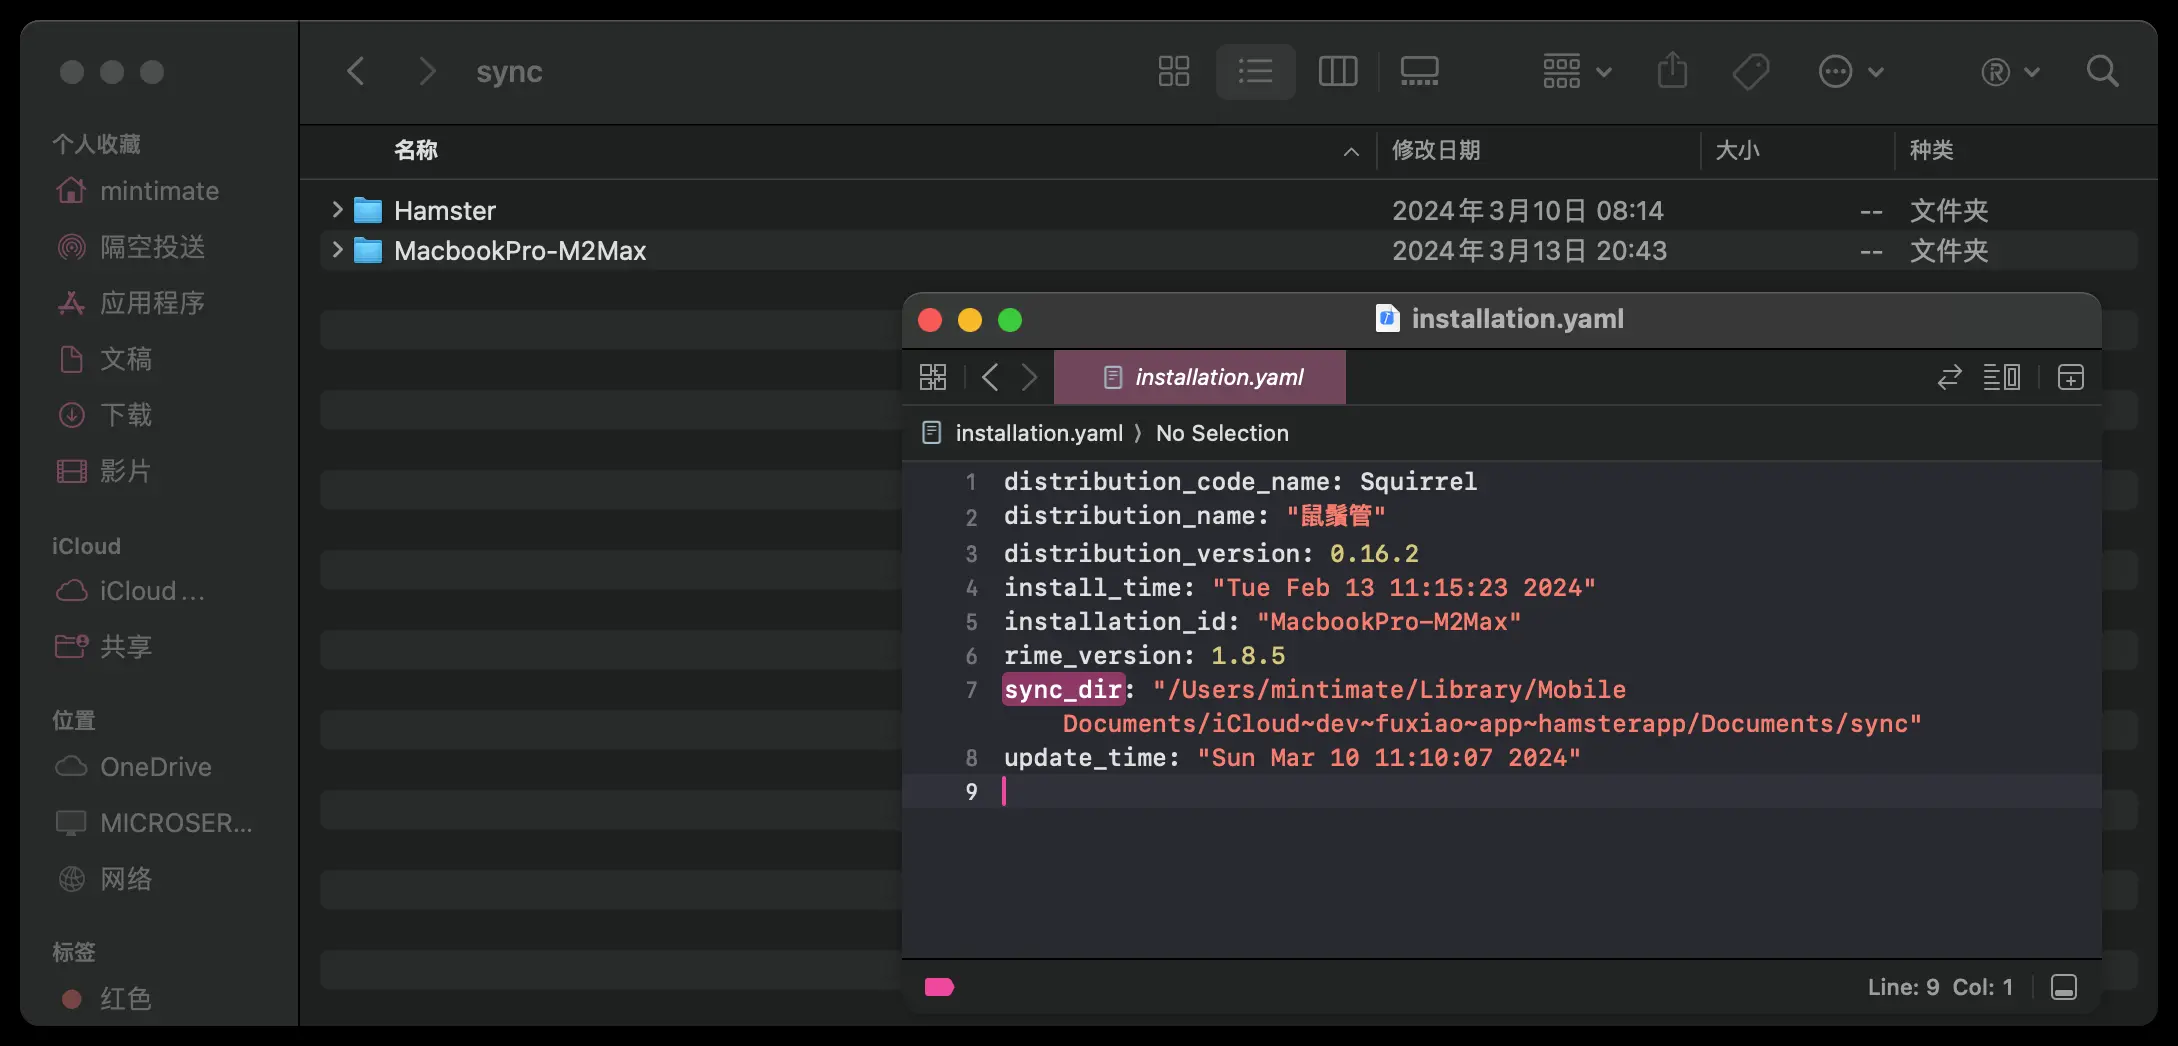 sync
个人收藏
mintimate
隔空投送
应用程序
文稿
下载
影片
iCloud
iCloud…
共享
位置
OneDrive
MICROSER…
网络
标签
红色
名称 修改日期 大小 种类
Hamster 2024年3月10日 08:14 -- 文件夹
MacbookPro-M2Max 2024年3月13日 20:43 -- 文件夹
installation.yaml
installation.yaml
installation.yaml 〉 No Selection
1 distribution_code_name: Squirrel
2 distribution_name: "鼠鬚管"
3 distribution_version: 0.16.2
4 install_time: "Tue Feb 13 11:15:23 2024"
5 installation_id: "MacbookPro-M2Max"
6 rime_version: 1.8.5
7 sync_dir: "/Users/mintimate/Library/Mobile
Documents/iCloud~dev~fuxiao~app~hamsterapp/Documents/sync"
8 update_time: "Sun Mar 10 11:10:07 2024"
9
Line: 9 Col: 1